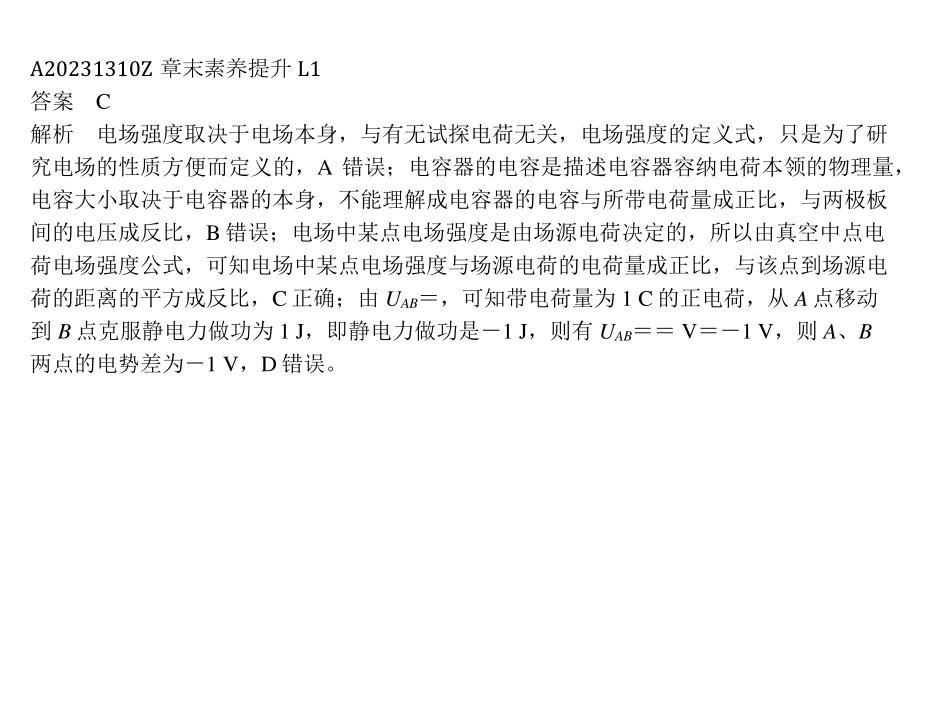 A20231310Z 章末素养提升 L1
答案　C
解析　电场强度取决于电场本身，与有无试探电荷无关，电场强度的定义式，只是为了研
究电场的性质方便而定义的，A 错误；电容器的电容是描述电容器容纳电荷本领的物理量，
电容大小取决于电容器的本身，不能理解成电容器的电容与所带电荷量成正比，与两极板
间的电压成反比，B 错误；电场中某点电场强度是由场源电荷决定的，所以由真空中点电
荷电场强度公式，可知电场中某点电场强度与场源电荷的电荷量成正比，与该点到场源电
荷的距离的平方成反比，C 正确；由 UAB＝，可知带电荷量为 1 C 的正电荷，从 A 点移动
到 B 点克服静电力做功为 1 J，即静电力做功是－1 J，则有 UAB＝＝ V＝－1 V，则 A、B
两点的电势差为－1 V，D 错误。